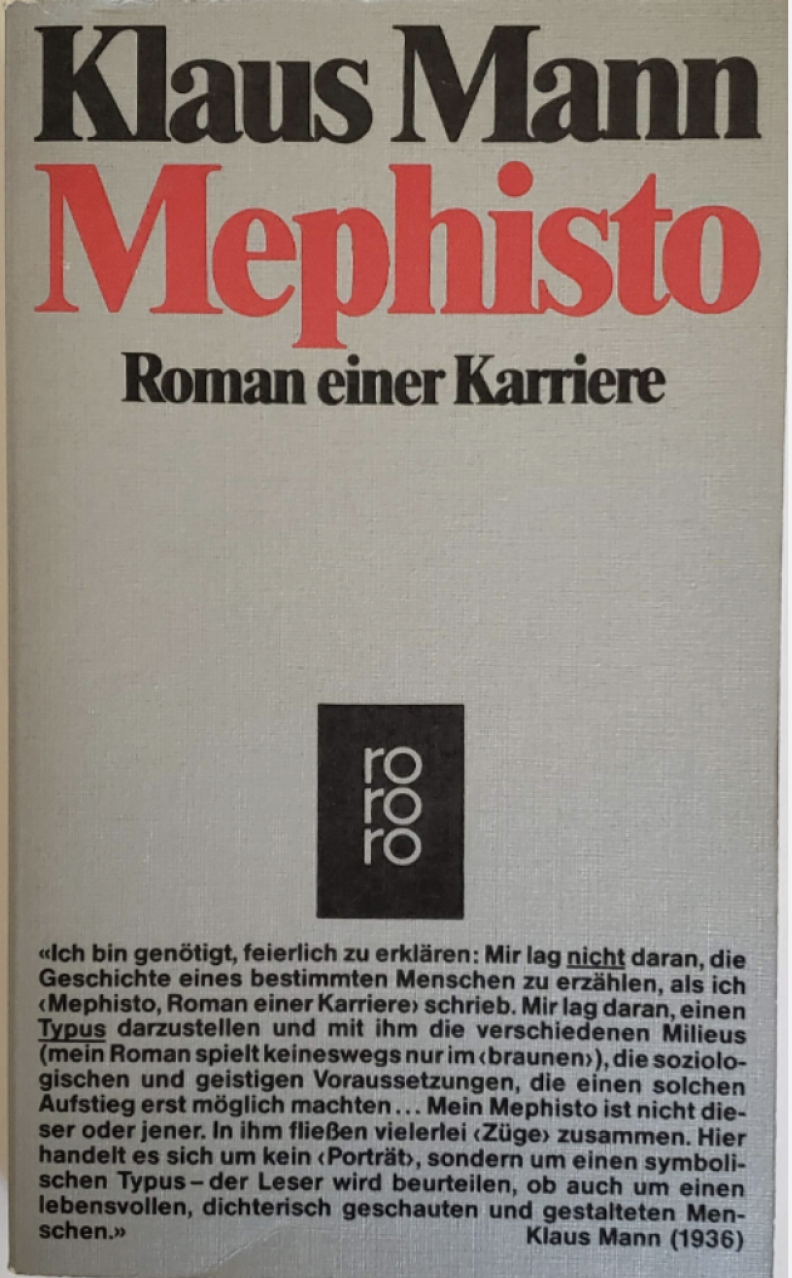 Klaus Mann
Mephisto
Roman einer Karriere
ro
ro
ro
«Ich bin genötigt, feierlich zu erklären: Mir lag nicht daran, die
Geschichte eines bestimmten Menschen zu erzählen, als ich
‹Mephisto, Roman einer Karriere› schrieb. Mir lag daran, einen
Typus darzustellen und mit ihm die verschiedenen Milieus
(mein Roman spielt keineswegs nur im ‹braunen›), die soziolo-
gischen und geistigen Voraussetzungen, die einen solchen
Aufstieg erst möglich machten... Mein Mephisto ist nicht die-
ser oder jener. In ihm fließen vielerlei ‹Züge› zusammen. Hier
handelt es sich um kein ‹Porträt›, sondern um einen symboli-
schen Typus – der Leser wird beurteilen, ob auch um einen
lebensvollen, dichterisch geschauten und gestalteten Men-
schen.» Klaus Mann (1936)